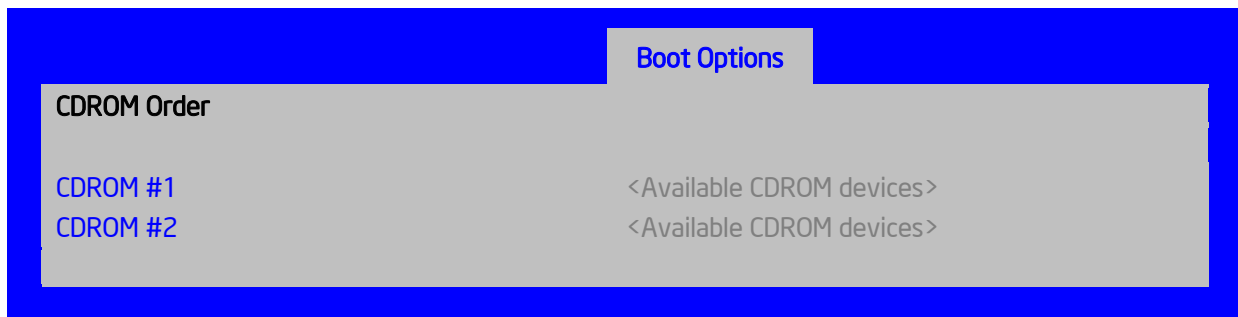 Boot Options
CDROM Order
CDROM #1 <Available CDROM devices>
CDROM #2 <Available CDROM devices>